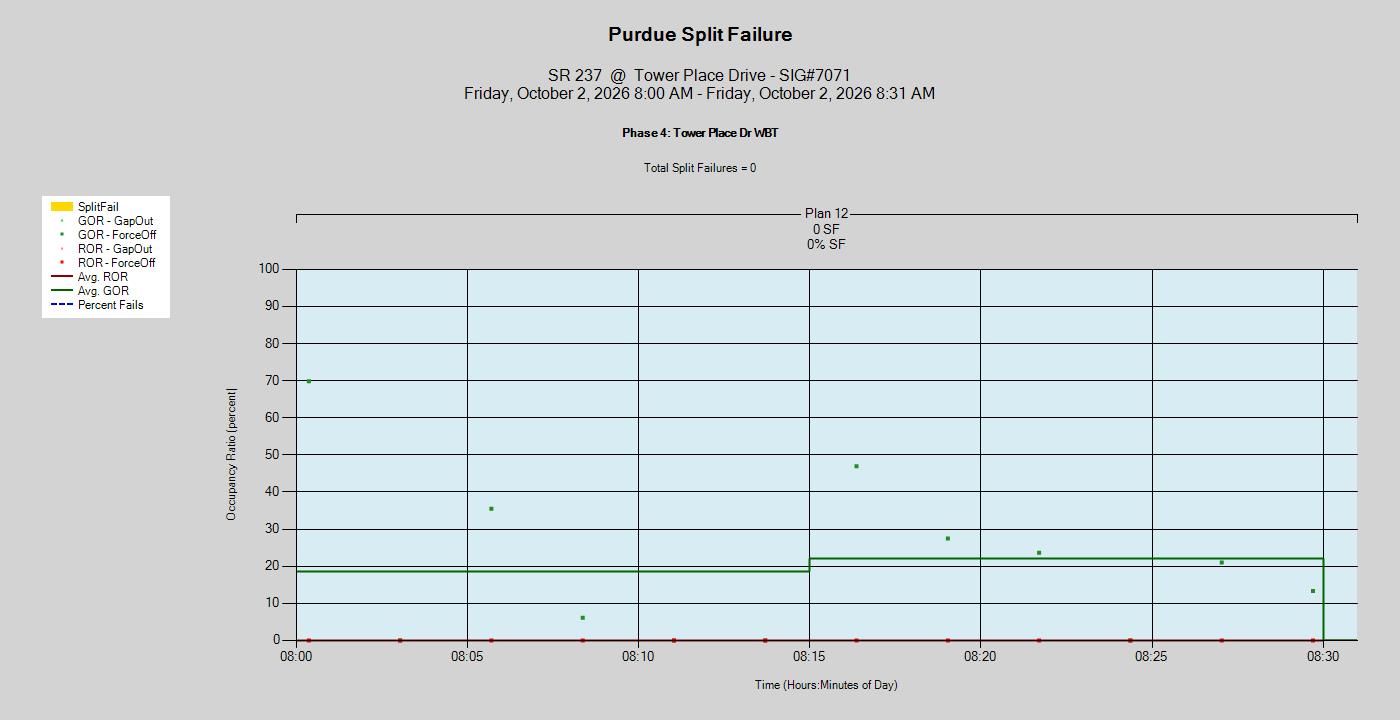 Purdue Split Failure
SR 237 @ Tower Place Drive - SIG#7071
Friday, October 2, 2026 8:00 AM - Friday, October 2, 2026 8:31 AM
Phase 4: Tower Place Dr WBT
Total Split Failures = 0
SplitFail
GOR - GapOut
GOR - ForceOff
ROR - GapOut
ROR - ForceOff
Avg. ROR
Avg. GOR
Percent Fails
Plan 12
0 SF
0% SF
Occupancy Ratio (percent)
100
90
80
70
60
50
40
30
20
10
0
08:00 08:05 08:10 08:15 08:20 08:25 08:30
Time (Hours:Minutes of Day)